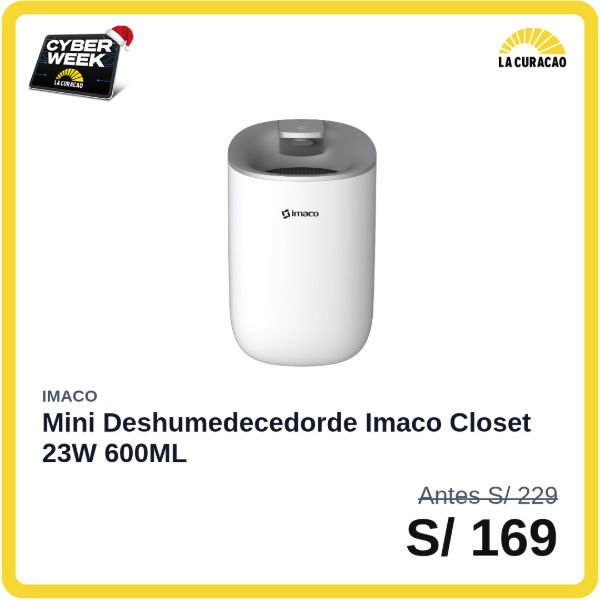 CYBER
WEEK
LA CURACAO
LA CURACAO
imaco
IMACO
Mini Deshumedecedorde Imaco Closet
23W 600ML
Antes S/ 229
S/ 169